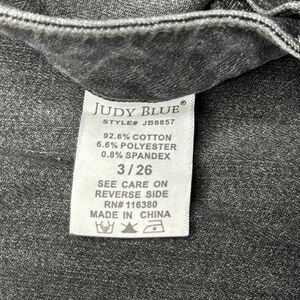 JUDY BLUE®
STYLE# JB8857
92.6% COTTON
6.6% POLYESTER
0.8% SPANDEX
3 / 26
SEE CARE ON
REVERSE SIDE
RN# 116380
MADE IN CHINA